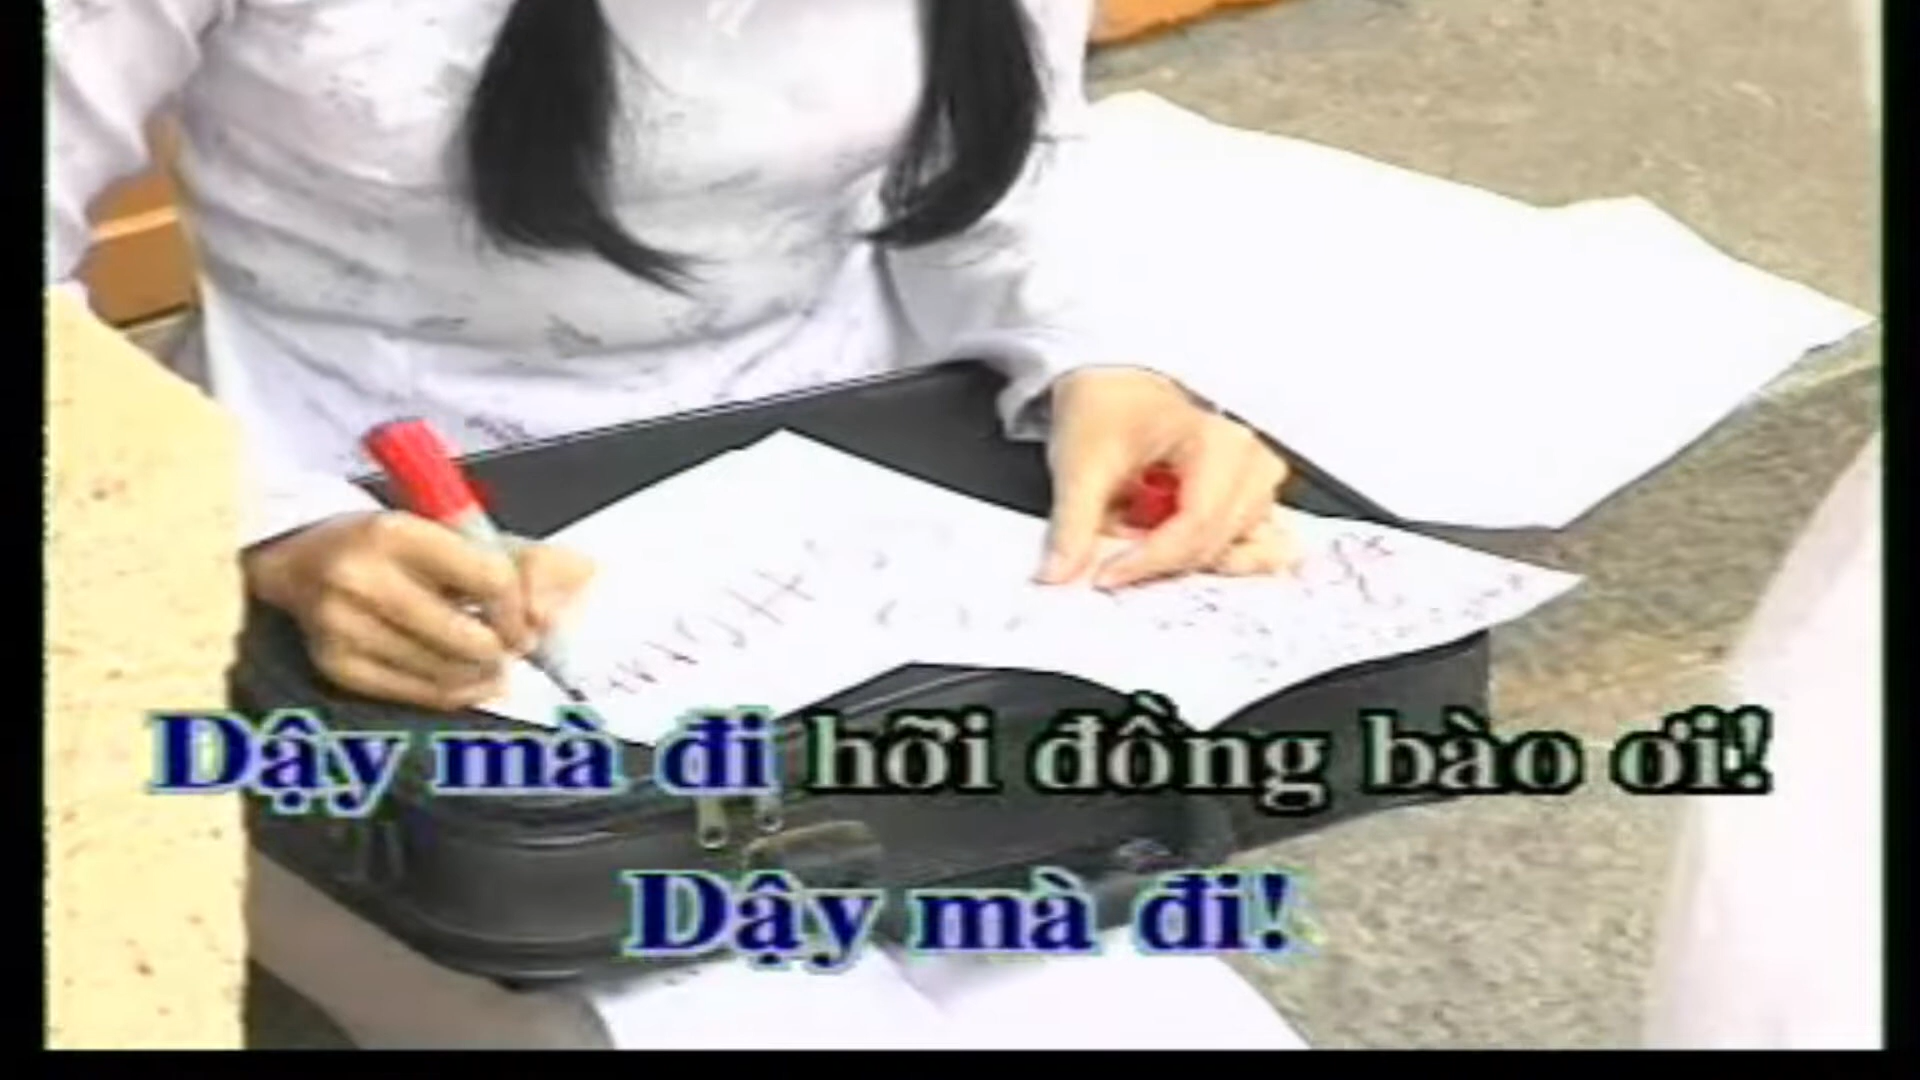 Dậy mà đi hỡi đồng bào ơi!
Dậy mà đi!